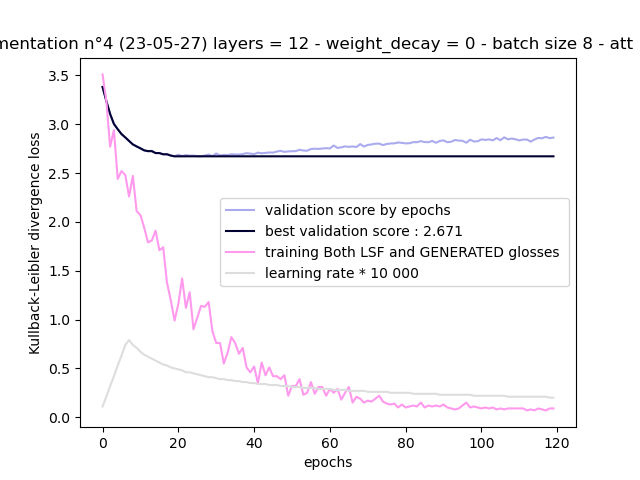 mentation n°4 (23-05-27) layers = 12 - weight_decay = 0 - batch size 8 - att
Kullback-Leibler divergence loss
3.5
3.0
2.5
2.0
1.5
1.0
0.5
0.0
validation score by epochs
best validation score : 2.671
training Both LSF and GENERATED glosses
learning rate * 10 000
0 20 40 60 80 100 120
epochs